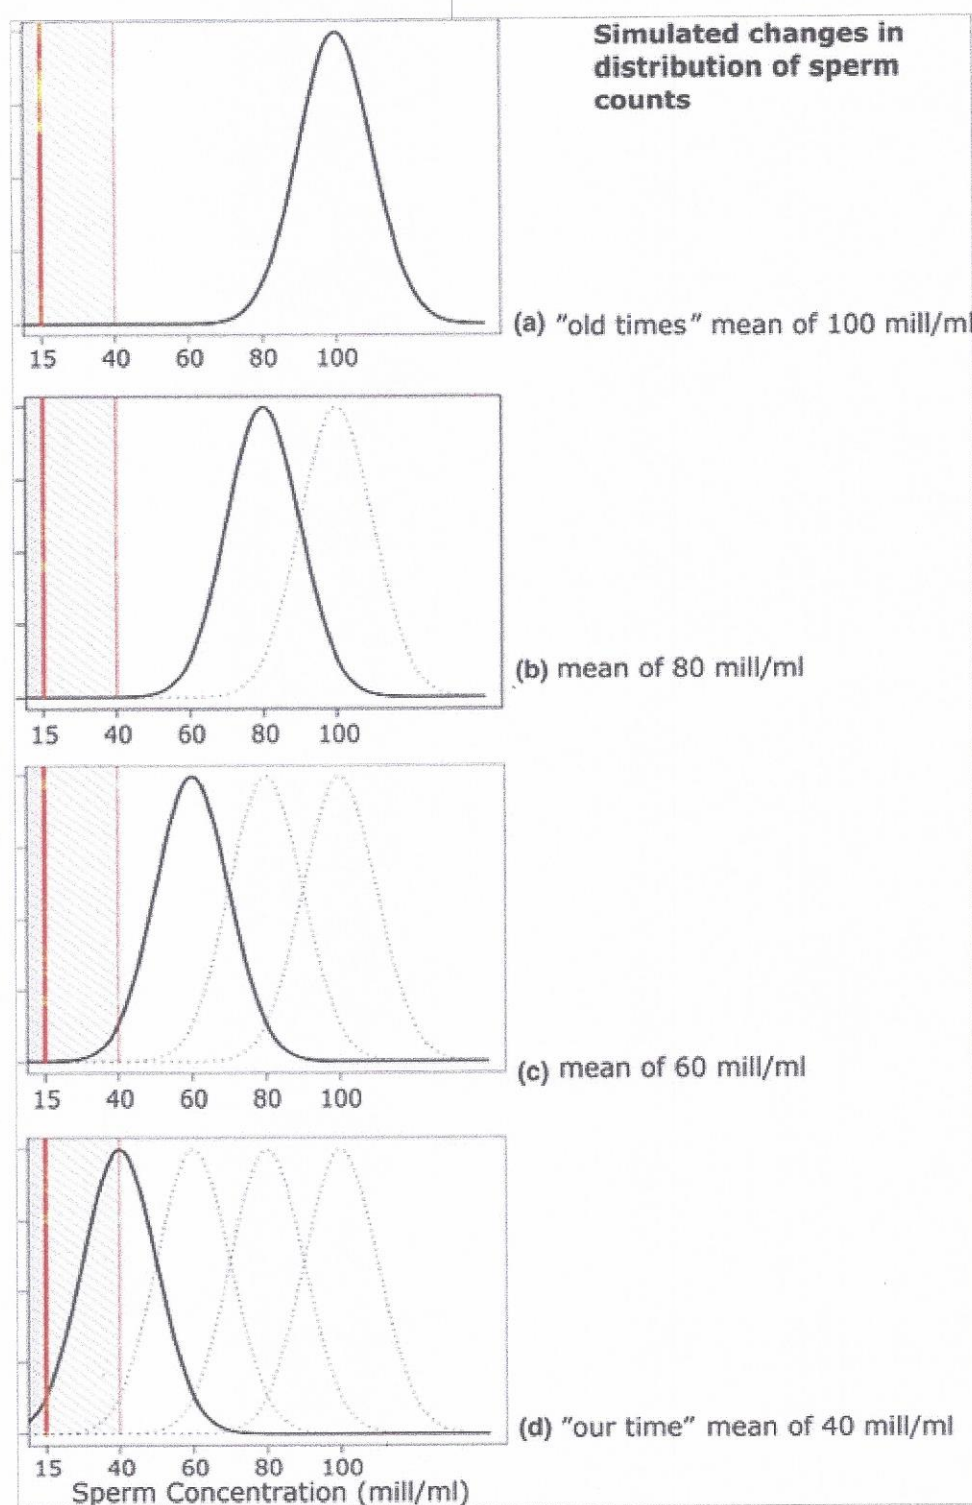 Simulated changes in
distribution of sperm
counts
(a) "old times" mean of 100 mill/ml
15 40 60 80 100
(b) mean of 80 mill/ml
15 40 60 80 100
(c) mean of 60 mill/ml
15 40 60 80 100
(d) "our time" mean of 40 mill/ml
15 40 60 80 100
Sperm Concentration (mill/ml)